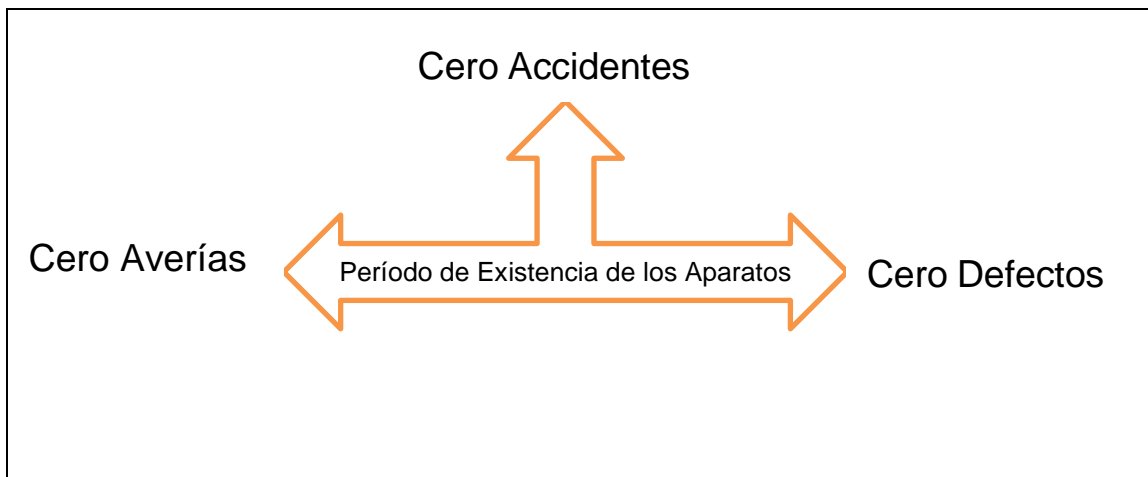 Cero Accidentes
Cero Averías
Período de Existencia de los Aparatos
Cero Defectos